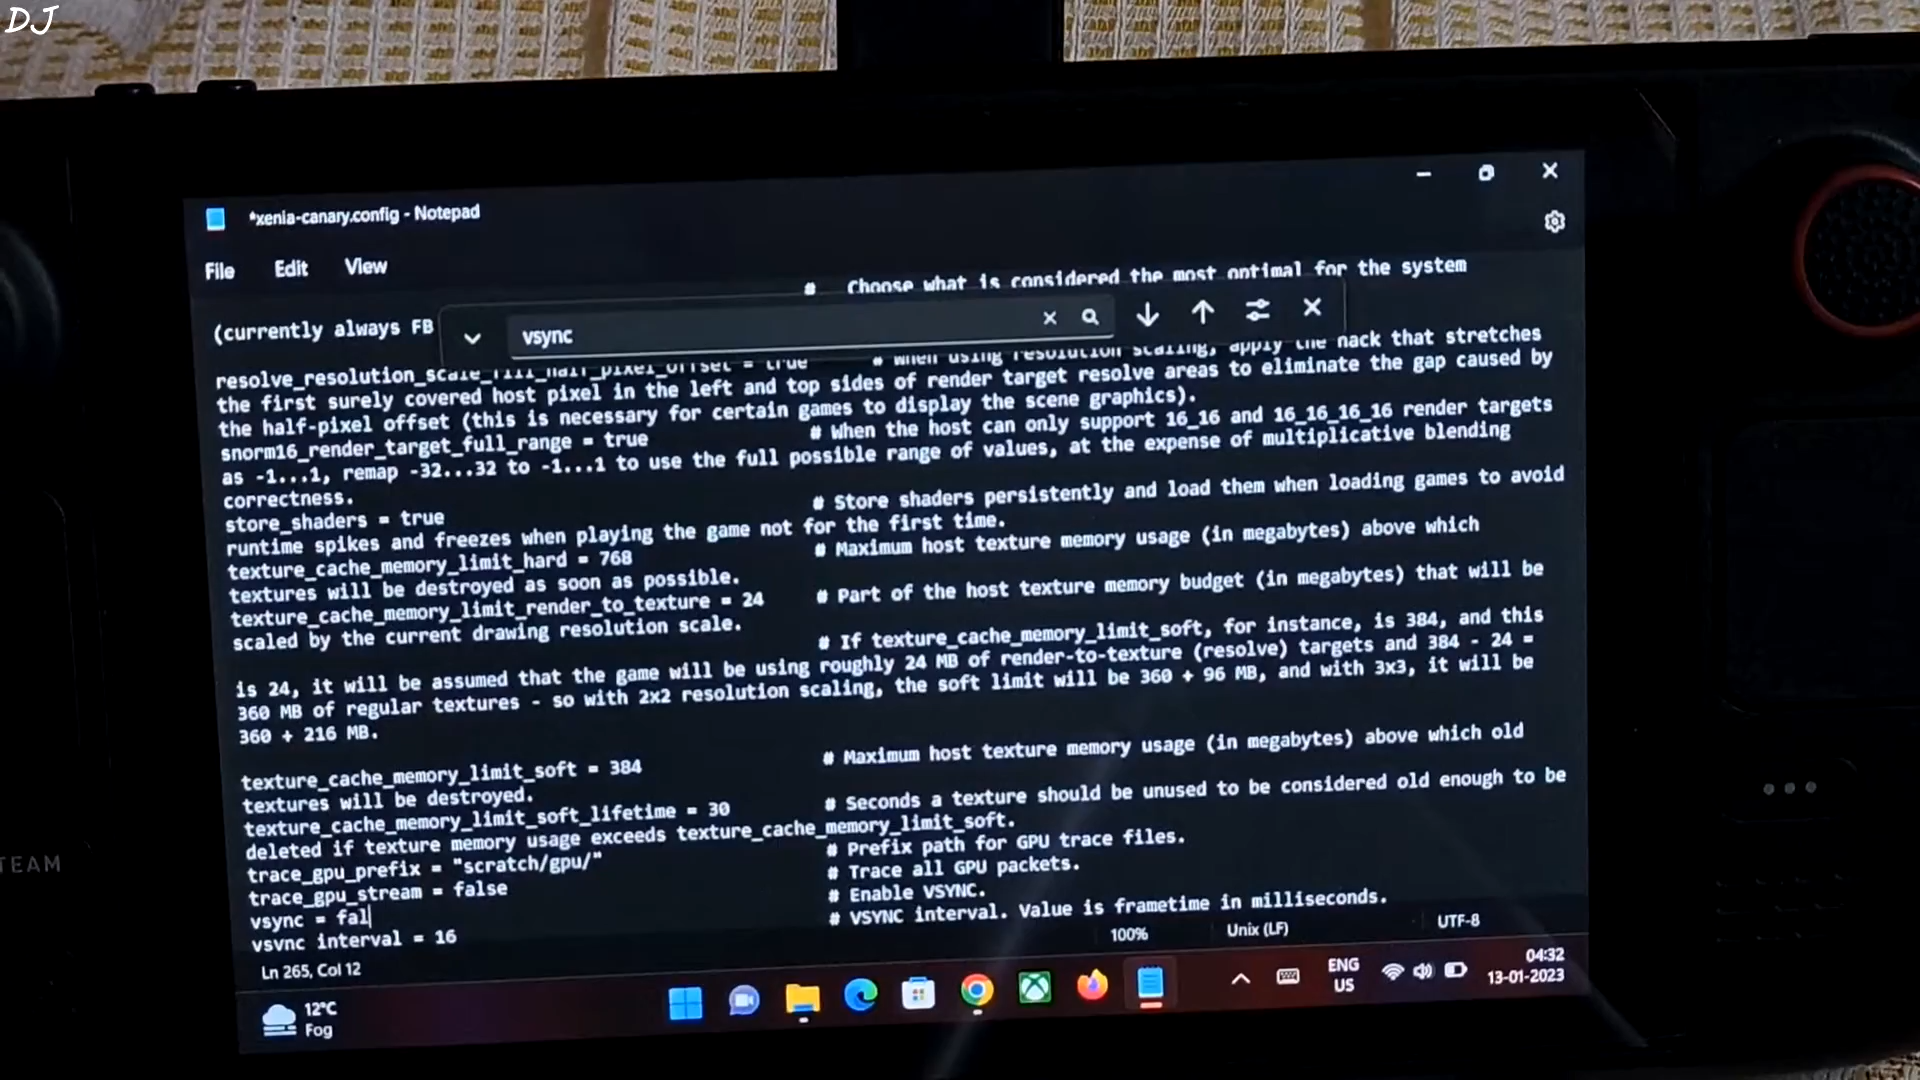 DJ
*xenia-canary.config - Notepad
File Edit View
# Choose what is considered the most optimal for the system
(currently always FB
vsync
resolve_resolution_scale_fill_half_pixel_offset = true # When using resolution scaling, apply the hack that stretches
the first surely covered host pixel in the left and top sides of render target resolve areas to eliminate the gap caused by
the half-pixel offset (this is necessary for certain games to display the scene graphics).
snorm16_render_target_full_range = true # When the host can only support 16_16 and 16_16_16_16 render targets
as -1...1, remap -32...32 to -1...1 to use the full possible range of values, at the expense of multiplicative blending
correctness.
store_shaders = true # Store shaders persistently and load them when loading games to avoid
runtime spikes and freezes when playing the game not for the first time.
texture_cache_memory_limit_hard = 768 # Maximum host texture memory usage (in megabytes) above which
textures will be destroyed as soon as possible.
texture_cache_memory_limit_render_to_texture = 24 # Part of the host texture memory budget (in megabytes) that will be
scaled by the current drawing resolution scale.
# If texture_cache_memory_limit_soft, for instance, is 384, and this
is 24, it will be assumed that the game will be using roughly 24 MB of render-to-texture (resolve) targets and 384 - 24 =
360 MB of regular textures - so with 2x2 resolution scaling, the soft limit will be 360 + 96 MB, and with 3x3, it will be
360 + 216 MB.
texture_cache_memory_limit_soft = 384 # Maximum host texture memory usage (in megabytes) above which old
textures will be destroyed.
texture_cache_memory_limit_soft_lifetime = 30 # Seconds a texture should be unused to be considered old enough to be
deleted if texture memory usage exceeds texture_cache_memory_limit_soft.
trace_gpu_prefix = "scratch/gpu/" # Prefix path for GPU trace files.
trace_gpu_stream = false # Trace all GPU packets.
vsync = fal # Enable VSYNC.
vsync interval = 16 # VSYNC interval. Value is frametime in milliseconds.
Ln 265, Col 12 100% Unix (LF) UTF-8
12°C
Fog
ENG
US
04:32
13-01-2023
TEAM